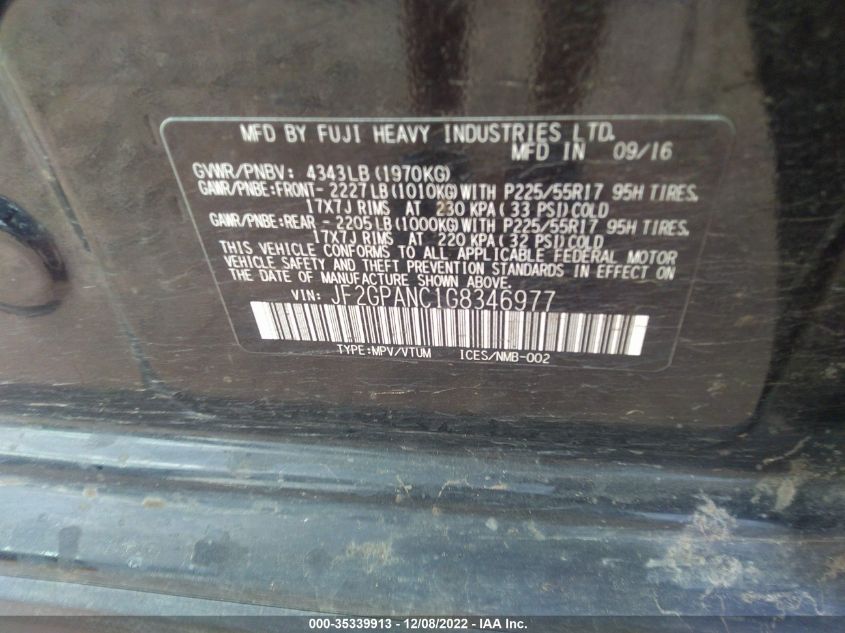 MFD BY FUJI HEAVY INDUSTRIES LTD.
MFD IN 09/16
GVWR/PNBV: 4343LB(1970KG)
GAWR/PNBE:FRONT- 2227LB(1010KG)WITH P225/55R17 95H TIRES,
17X7J RIMS AT 230 KPA(33 PSI)COLD
GAWR/PNBE:REAR - 2205LB(1000KG)WITH P225/55R17 95H TIRES,
17X7J RIMS AT 220 KPA(32 PSI)COLD
THIS VEHICLE CONFORMS TO ALL APPLICABLE FEDERAL MOTOR
VEHICLE SAFETY AND THEFT PREVENTION STANDARDS IN EFFECT ON
THE DATE OF MANUFACTURE SHOWN ABOVE.
VIN: JF2GPANC1G8346977
TYPE:MPV/VTUM ICES/NMB-002
000-35339913 - 12/08/2022 - IAA Inc.